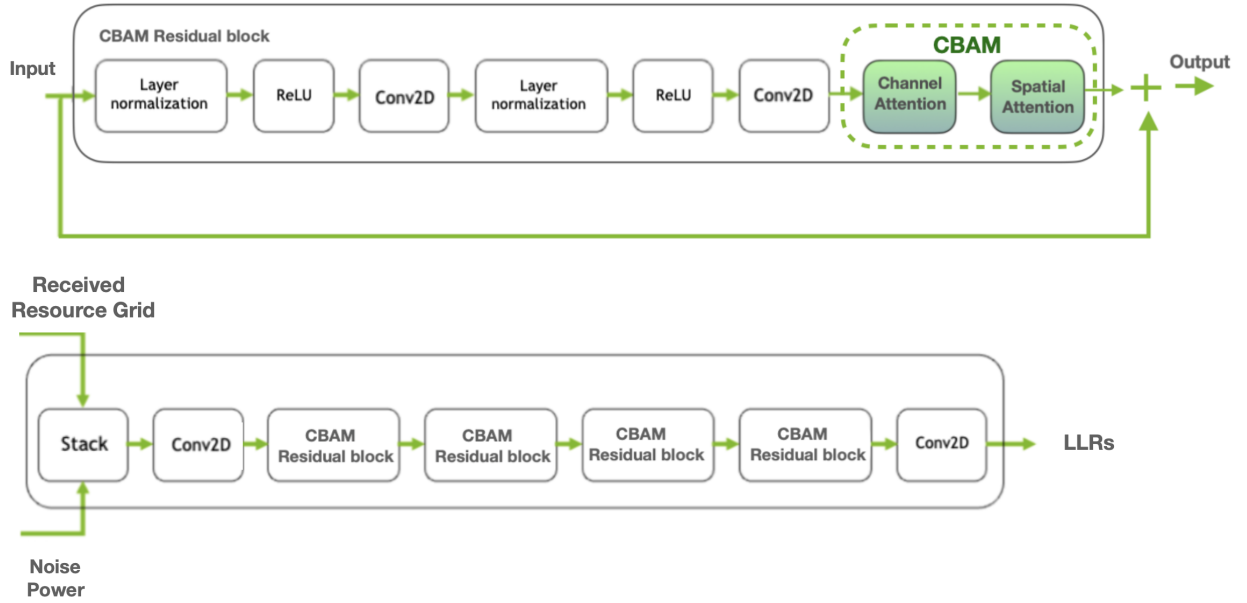 CBAM Residual block
CBAM
Input
Layer
normalization
ReLU
Conv2D
Layer
normalization
ReLU
Conv2D
Channel
Attention
Spatial
Attention
+
Output
Received
Resource Grid
Stack
Conv2D
CBAM
Residual block
CBAM
Residual block
CBAM
Residual block
CBAM
Residual block
Conv2D
LLRs
Noise
Power